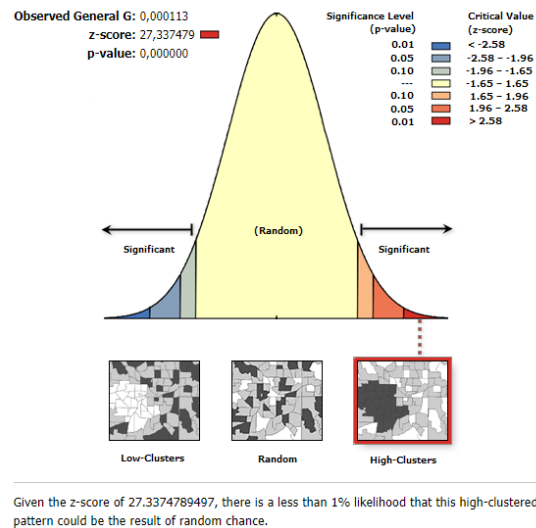 Observed General G: 0,000113
z-score: 27,337479
p-value: 0,000000
Significance Level (p-value)
Critical Value (z-score)
0.01 < -2.58
0.05 -2.58 – -1.96
0.10 -1.96 – -1.65
--- -1.65 – 1.65
0.10 1.65 – 1.96
0.05 1.96 – 2.58
0.01 > 2.58
(Random)
Significant
Significant
Low-Clusters
Random
High-Clusters
Given the z-score of 27.3374789497, there is a less than 1% likelihood that this high-clustered
pattern could be the result of random chance.